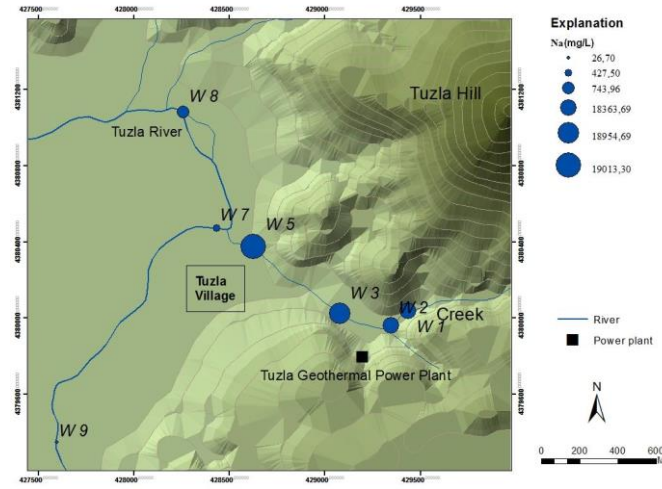 427500
428000
428500
429000
429500
4381200
4380800
4380400
4380000
4379600
W 8
Tuzla River
Tuzla Hill
W 7
W 5
Tuzla
Village
W 3
W 2
Creek
W 1
Tuzla Geothermal Power Plant
W 9
Explanation
Na(mg/L)
26,70
427,50
743,96
18363,69
18954,69
19013,30
River
Power plant
N
0
200
400